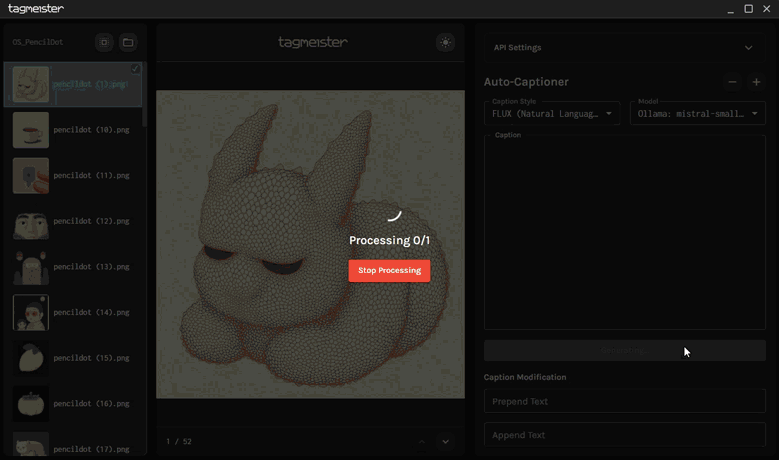 tagmeister
OS_PencilDot
tagmeister
pencildot (1).png
pencildot (10).png
pencildot (11).png
pencildot (12).png
pencildot (13).png
pencildot (14).png
pencildot (15).png
pencildot (16).png
pencildot (17).png
Processing 0/1
Stop Processing
1 / 52
API Settings
Auto-Captioner
Caption Style
FLUX (Natural Languag...
Model
Ollama: mistral-small...
Caption
Caption Modification
Prepend Text
Append Text